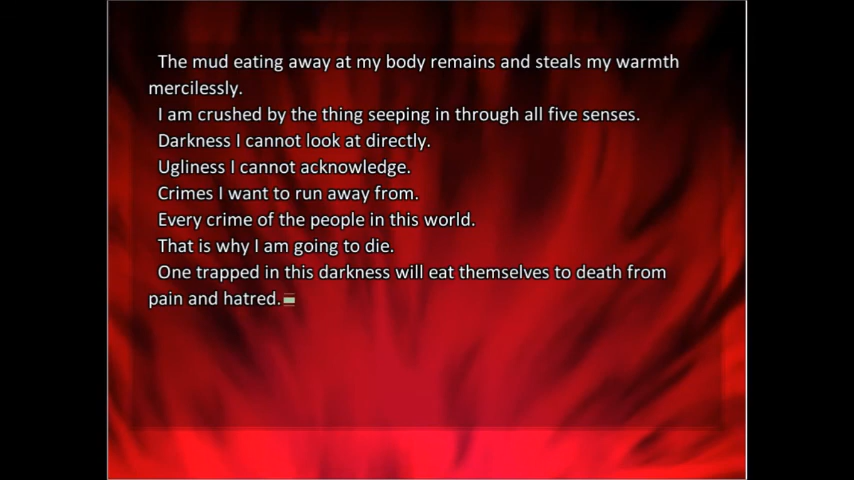 The mud eating away at my body remains and steals my warmth
mercilessly.
I am crushed by the thing seeping in through all five senses.
Darkness I cannot look at directly.
Ugliness I cannot acknowledge.
Crimes I want to run away from.
Every crime of the people in this world.
That is why I am going to die.
One trapped in this darkness will eat themselves to death from
pain and hatred.